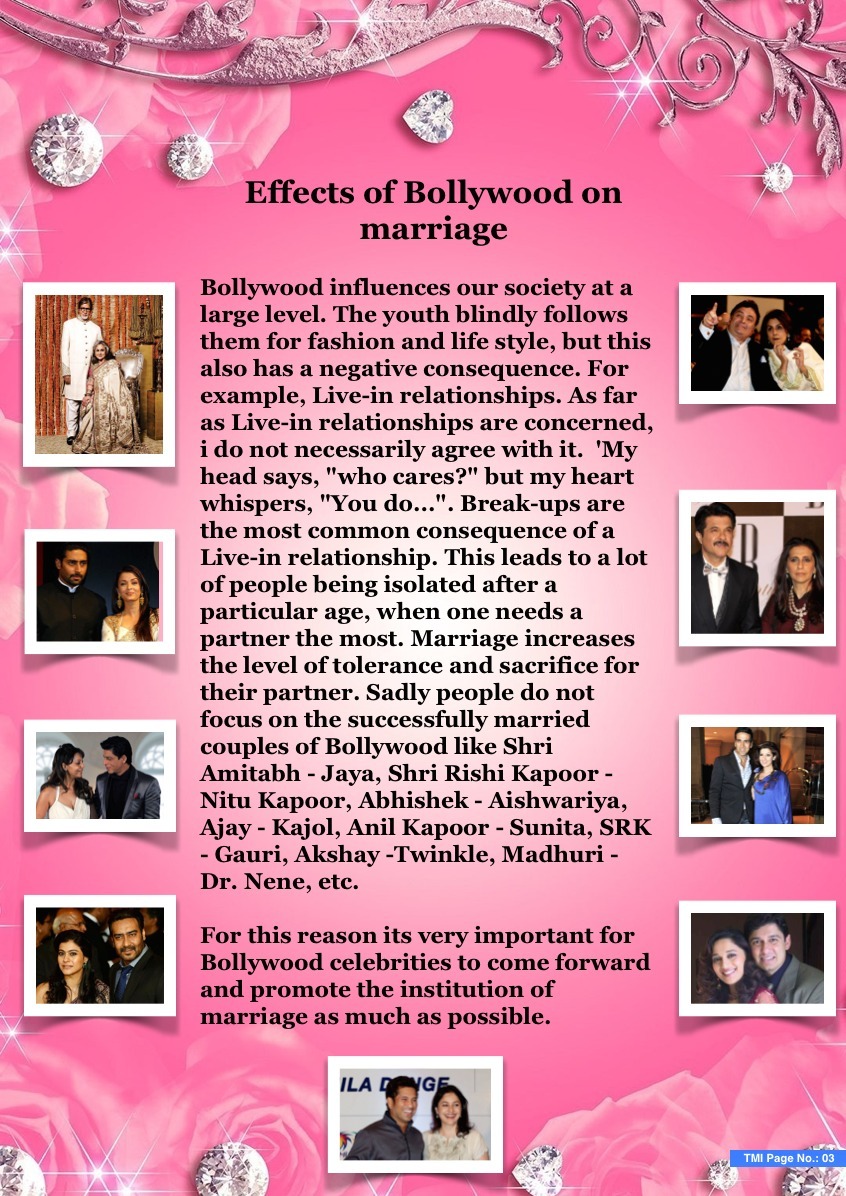 Effects of Bollywood on
marriage
Bollywood influences our society at a
large level. The youth blindly follows
them for fashion and life style, but this
also has a negative consequence. For
example, Live-in relationships. As far
as Live-in relationships are concerned,
i do not necessarily agree with it.  'My
head says, "who cares?" but my heart
whispers, "You do...". Break-ups are
the most common consequence of a
Live-in relationship. This leads to a lot
of people being isolated after a
particular age, when one needs a
partner the most. Marriage increases
the level of tolerance and sacrifice for
their partner. Sadly people do not
focus on the successfully married
couples of Bollywood like Shri
Amitabh - Jaya, Shri Rishi Kapoor -
Nitu Kapoor, Abhishek - Aishwariya,
Ajay - Kajol, Anil Kapoor - Sunita, SRK
- Gauri, Akshay -Twinkle, Madhuri -
Dr. Nene, etc.
For this reason its very important for
Bollywood celebrities to come forward
and promote the institution of
marriage as much as possible.
TMI Page No.: 03